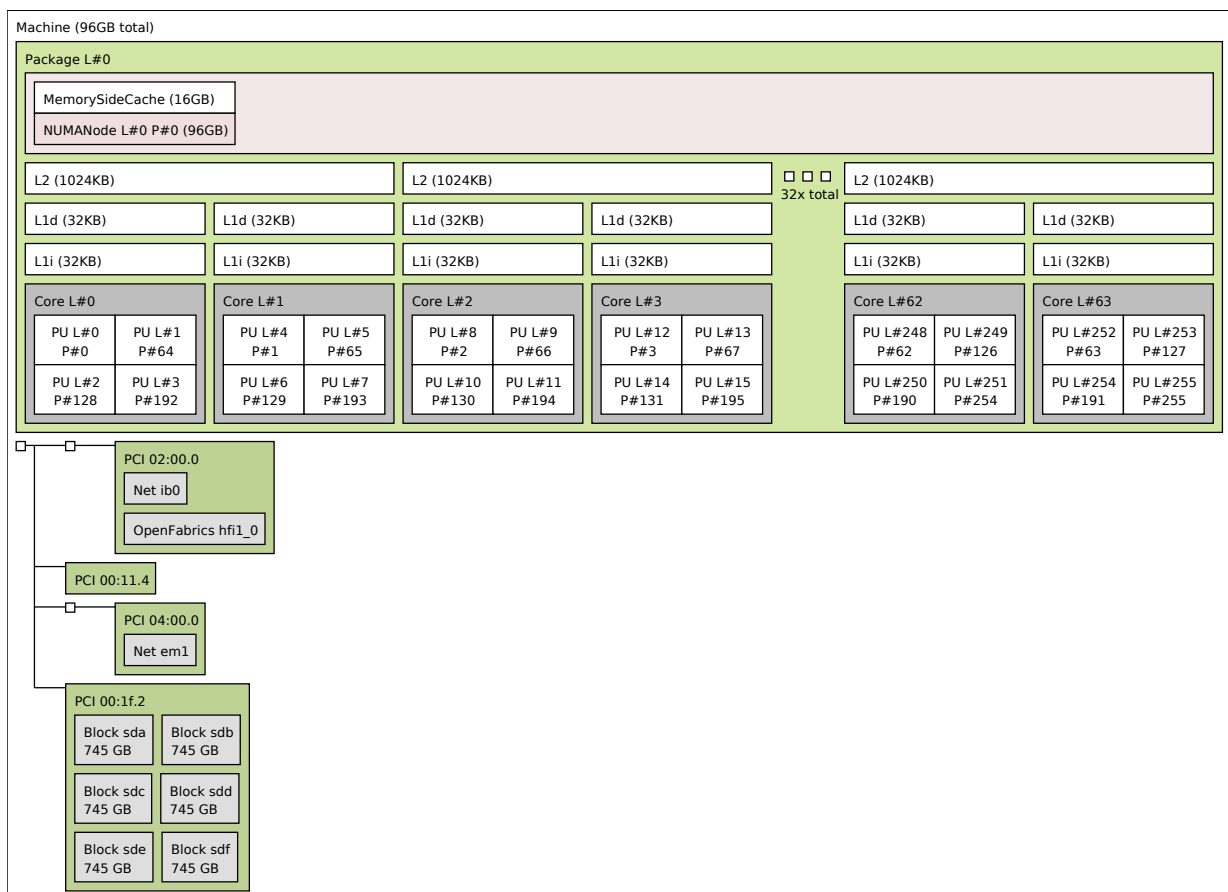 Machine (96GB total)
Package L#0
MemorySideCache (16GB)
NUMANode L#0 P#0 (96GB)
L2 (1024KB)
L2 (1024KB)
32x total
L2 (1024KB)
L1d (32KB)
L1d (32KB)
L1d (32KB)
L1d (32KB)
L1d (32KB)
L1d (32KB)
L1i (32KB)
L1i (32KB)
L1i (32KB)
L1i (32KB)
L1i (32KB)
L1i (32KB)
Core L#0
PU L#0
P#0
PU L#1
P#64
PU L#2
P#128
PU L#3
P#192
Core L#1
PU L#4
P#1
PU L#5
P#65
PU L#6
P#129
PU L#7
P#193
Core L#2
PU L#8
P#2
PU L#9
P#66
PU L#10
P#130
PU L#11
P#194
Core L#3
PU L#12
P#3
PU L#13
P#67
PU L#14
P#131
PU L#15
P#195
Core L#62
PU L#248
P#62
PU L#249
P#126
PU L#250
P#190
PU L#251
P#254
Core L#63
PU L#252
P#63
PU L#253
P#127
PU L#254
P#191
PU L#255
P#255
PCI 02:00.0
Net ib0
OpenFabrics hfi1_0
PCI 00:11.4
PCI 04:00.0
Net em1
PCI 00:1f.2
Block sda
745 GB
Block sdb
745 GB
Block sdc
745 GB
Block sdd
745 GB
Block sde
745 GB
Block sdf
745 GB